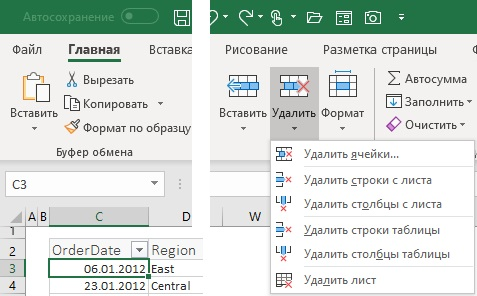 Автосохранение
Файл Главная Вставка Рисование Разметка страницы
Вставить
Вырезать
Копировать
Формат по образцу
Буфер обмена
Вставить Удалить Формат
Автосумма
Заполнить
Очистить
Удалить ячейки...
Удалить строки с листа
Удалить столбцы с листа
Удалить строки таблицы
Удалить столбцы таблицы
Удалить лист
C3
A B C D W
1
2 OrderDate Region
3 06.01.2012 East
4 23.01.2012 Central